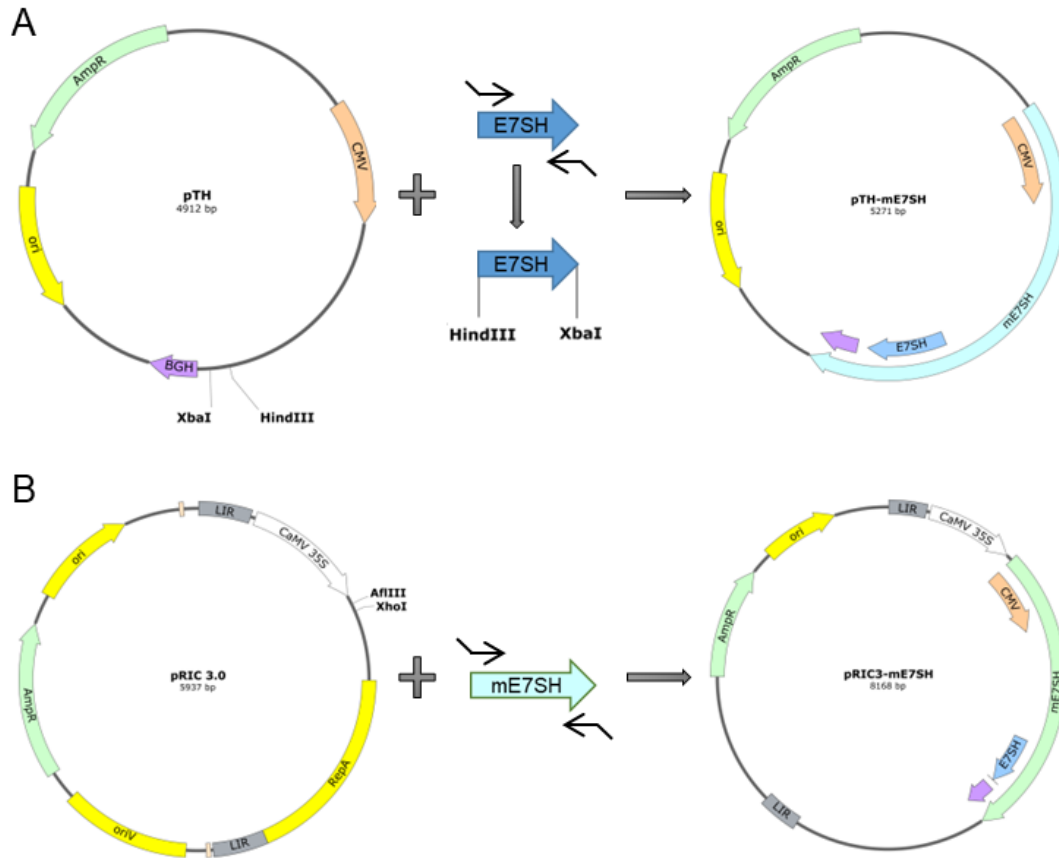 A
AmpR
CMV
pTH
4912 bp
ori
BGH
XbaI
HindIII
E7SH
E7SH
HindIII
XbaI
AmpR
CMV
pTH-mE7SH
5271 bp
ori
mE7SH
E7SH
B
LIR
ori
CaMV 35S
AflIII
XhoI
pRIC 3.0
5937 bp
AmpR
RepA
oriV
LIR
mE7SH
LIR
ori
CaMV 35S
CMV
AmpR
pRIC3-mE7SH
8168 bp
mE7SH
E7SH
LIR